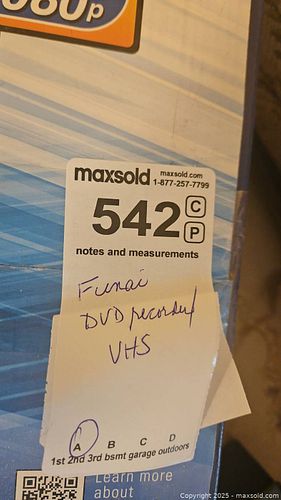 080p
maxsold maxsold.com
1-877-257-7799
542 C
P
notes and measurements
Funai
DVD recorder/
VHS
A B C D
1st 2nd 3rd bsmt garage outdoors
Learn more
about
Copyright 2025 - maxsold.com